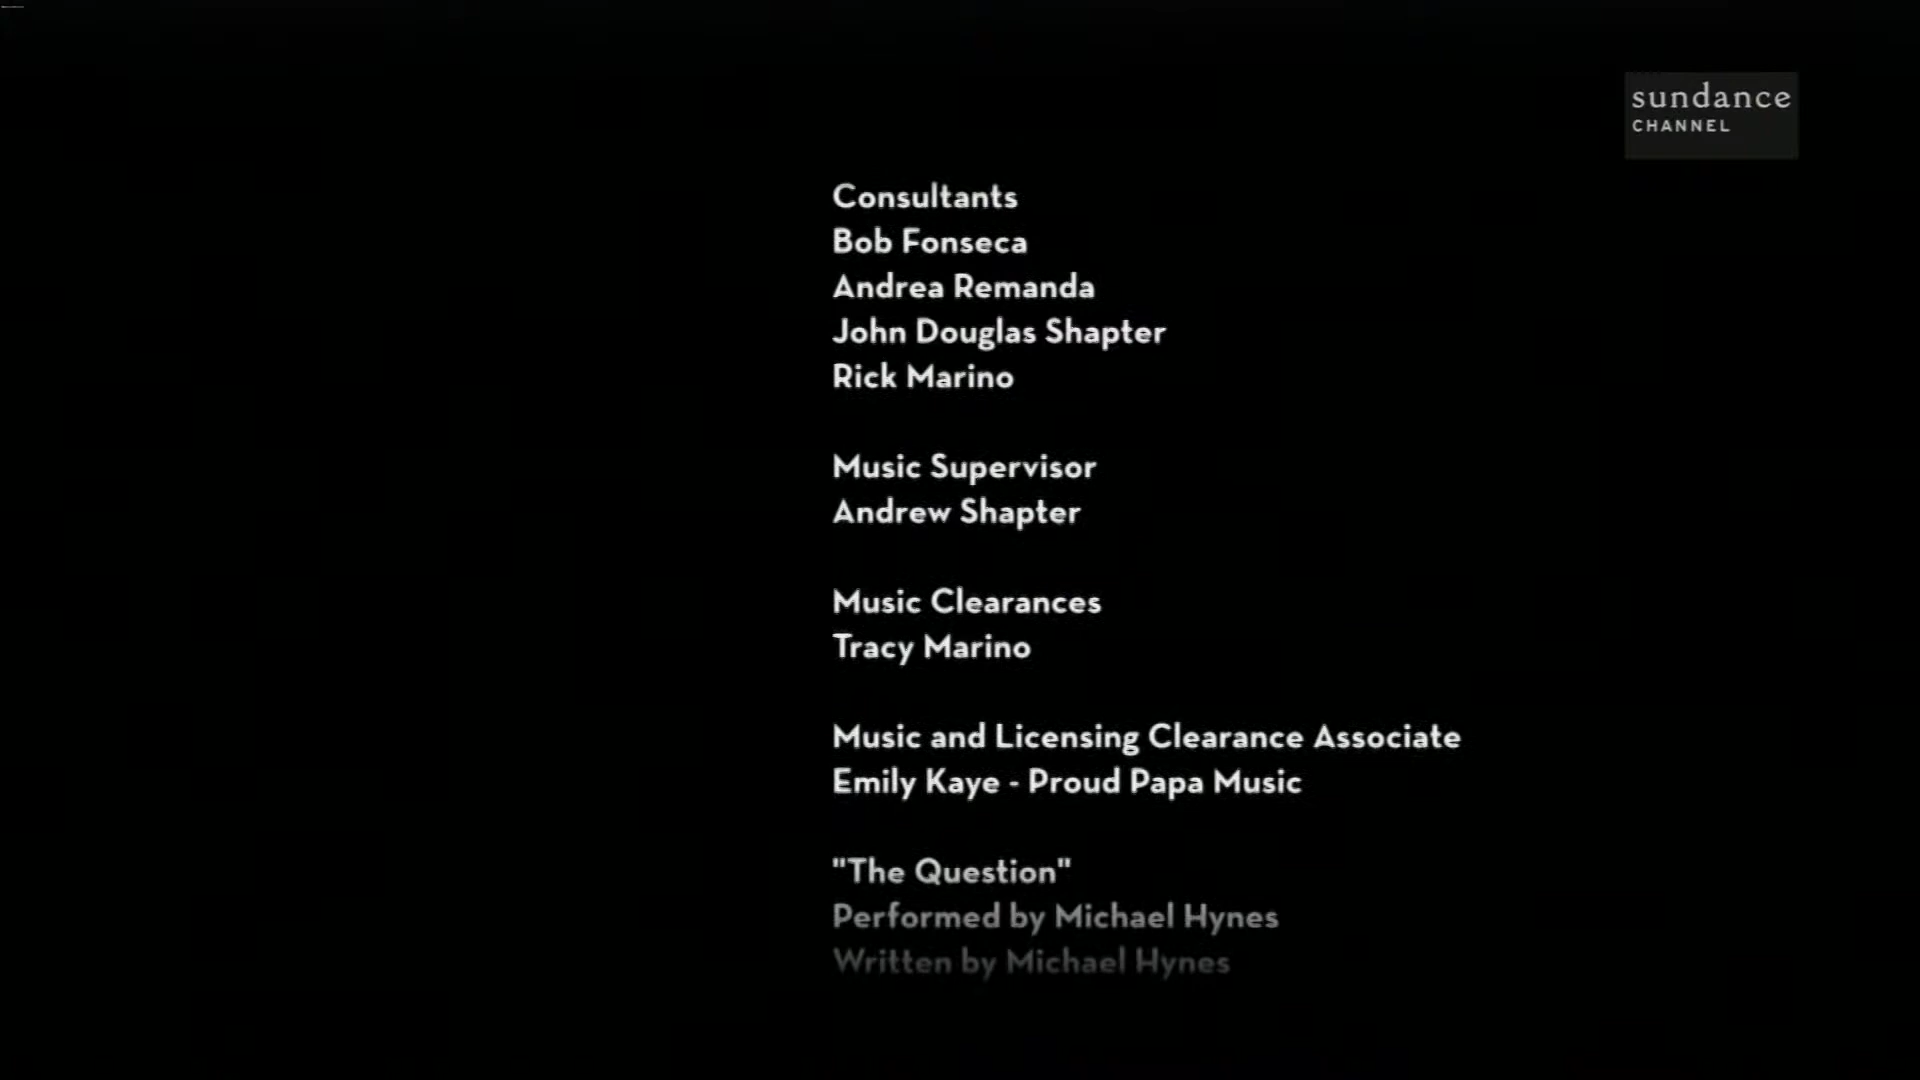 sundance
CHANNEL
Consultants
Bob Fonseca
Andrea Remanda
John Douglas Shapter
Rick Marino
Music Supervisor
Andrew Shapter
Music Clearances
Tracy Marino
Music and Licensing Clearance Associate
Emily Kaye - Proud Papa Music
"The Question"
Performed by Michael Hynes
Written by Michael Hynes